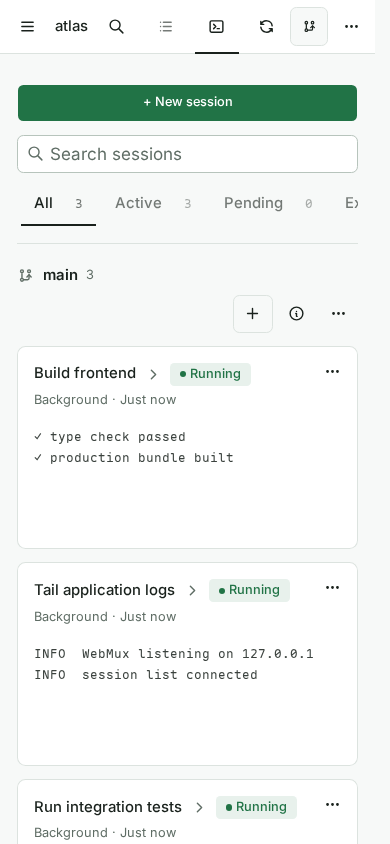 atlas
+ New session
Search sessions
All 3 Active 3 Pending 0 Ex
main 3
Build frontend Running
Background · Just now
✓ type check passed
✓ production bundle built
Tail application logs Running
Background · Just now
INFO WebMux listening on 127.0.0.1
INFO session list connected
Run integration tests Running
Background · Just now